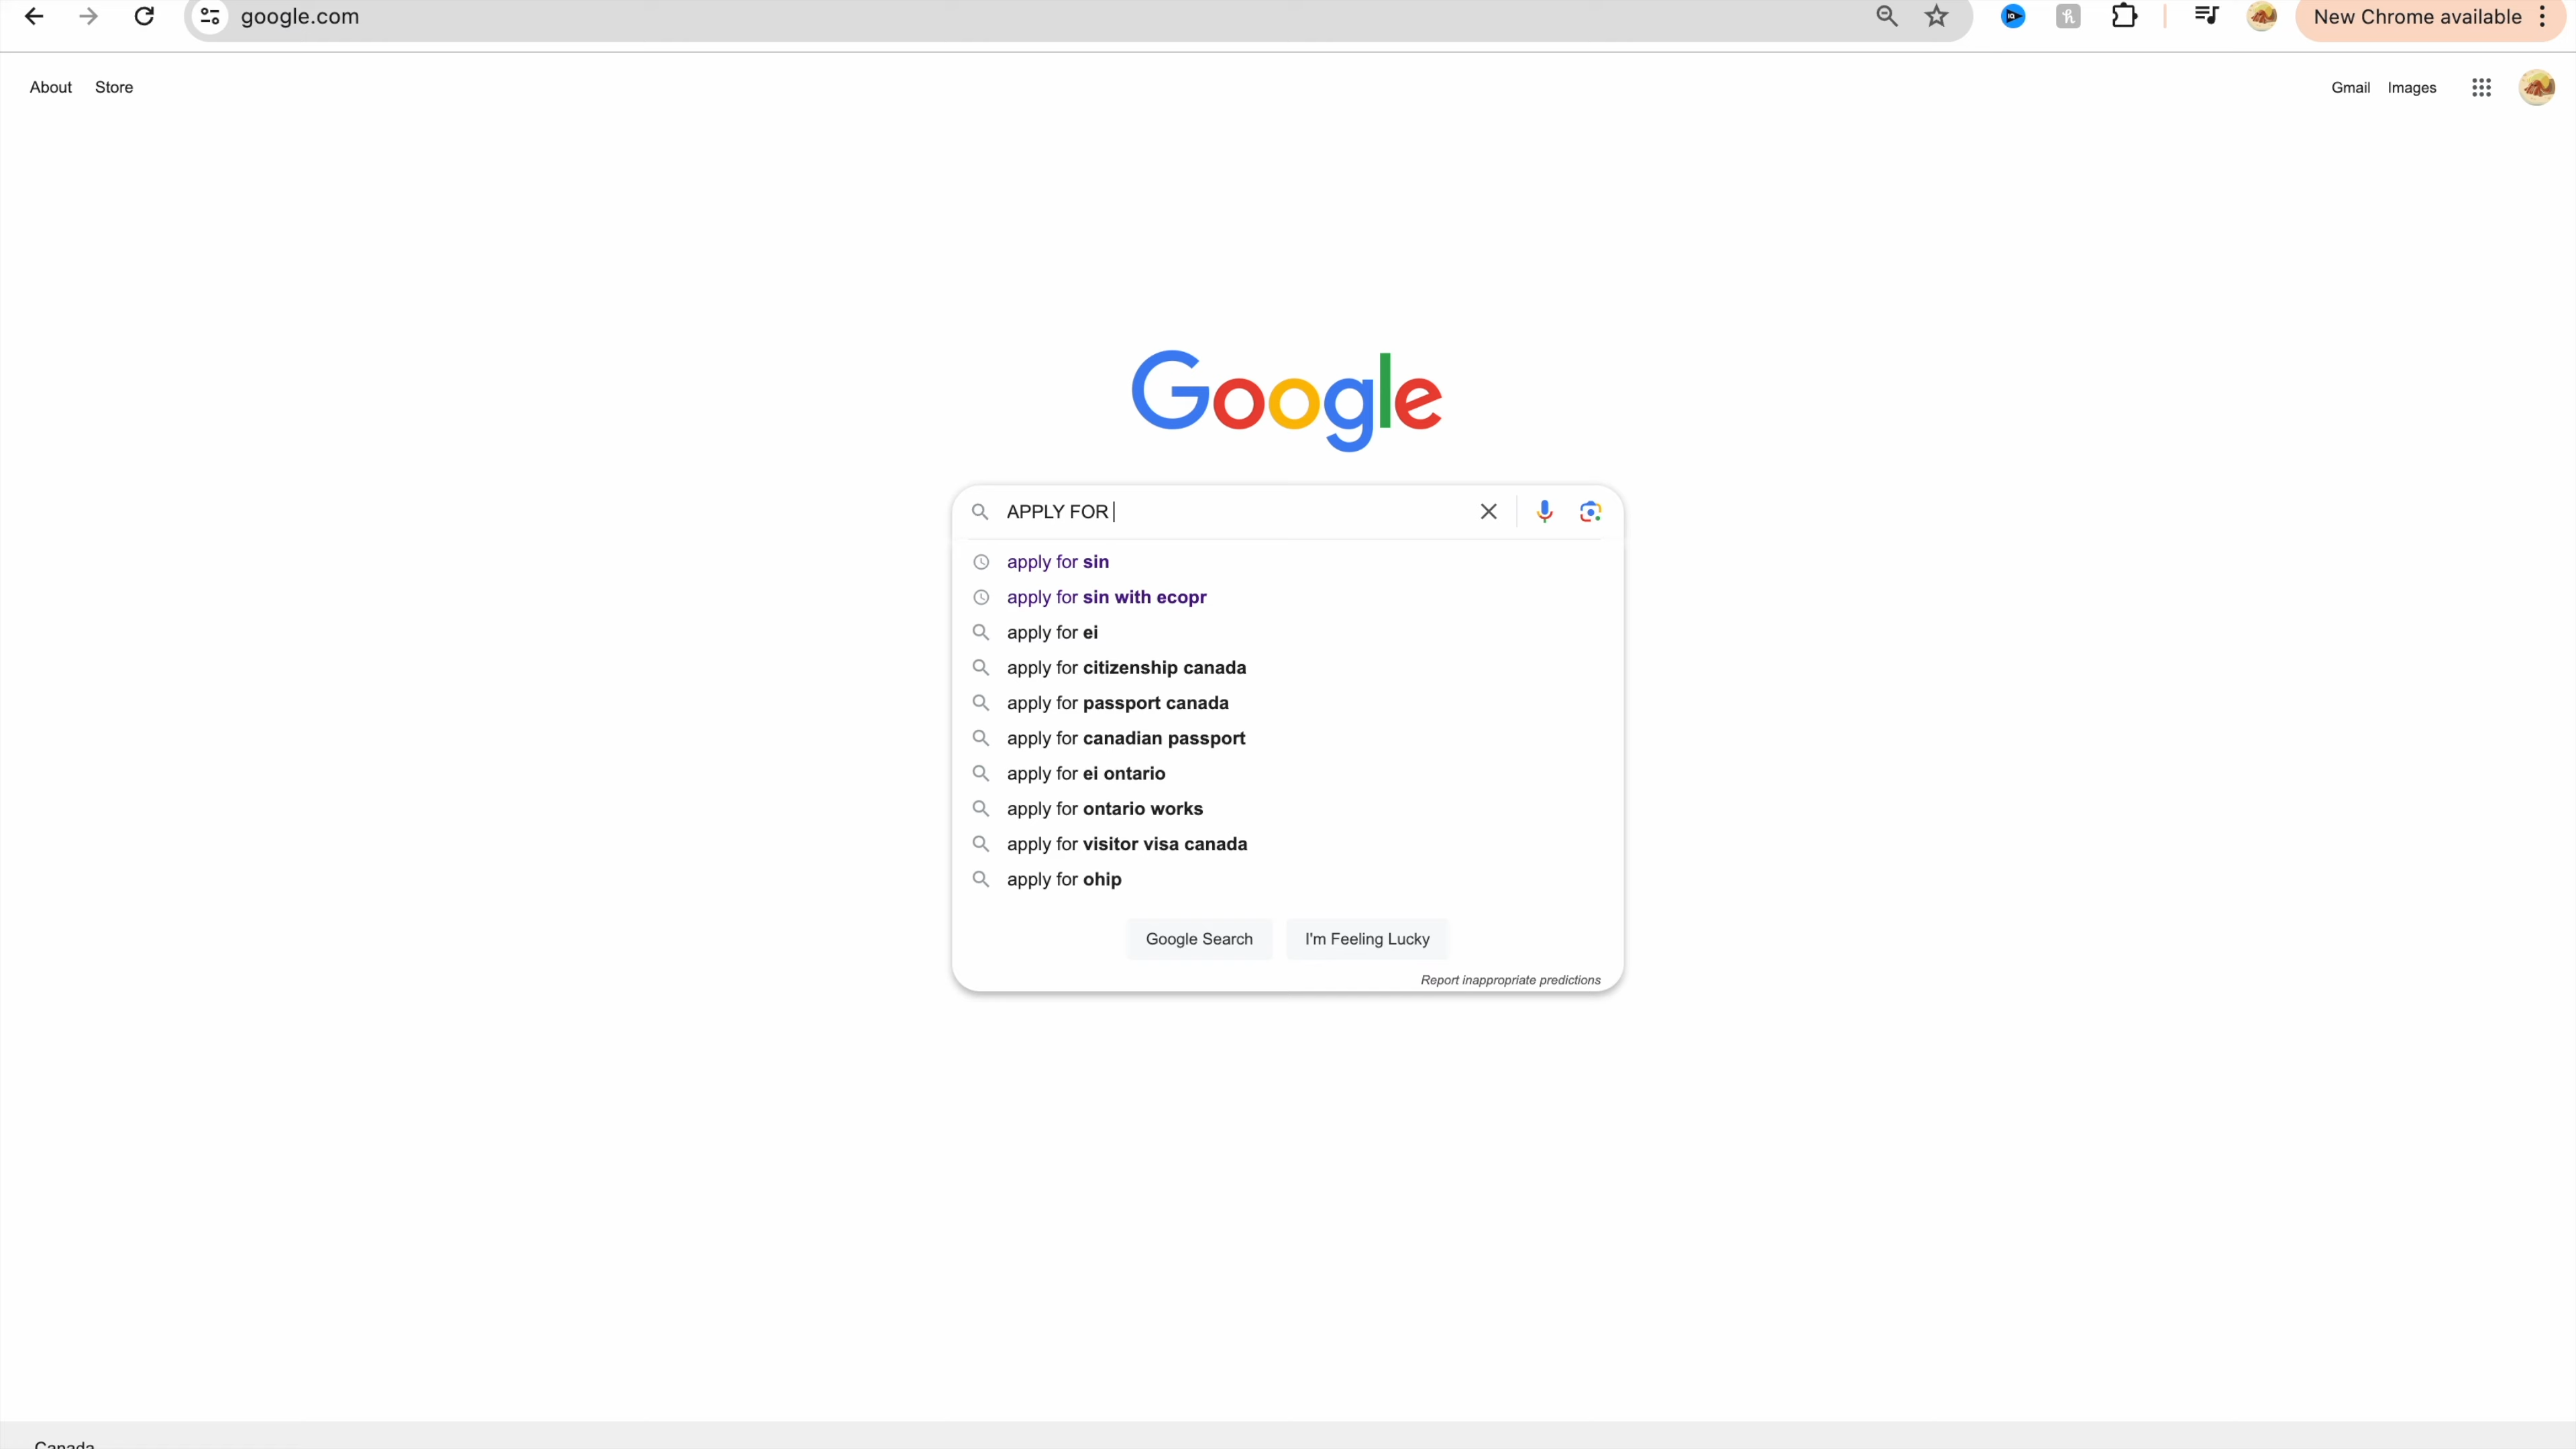 google.com
New Chrome available
About Store
Gmail Images
Google
APPLY FOR
apply for sin
apply for sin with ecopr
apply for ei
apply for citizenship canada
apply for passport canada
apply for canadian passport
apply for ei ontario
apply for ontario works
apply for visitor visa canada
apply for ohip
Google Search I'm Feeling Lucky
Report inappropriate predictions
Canada